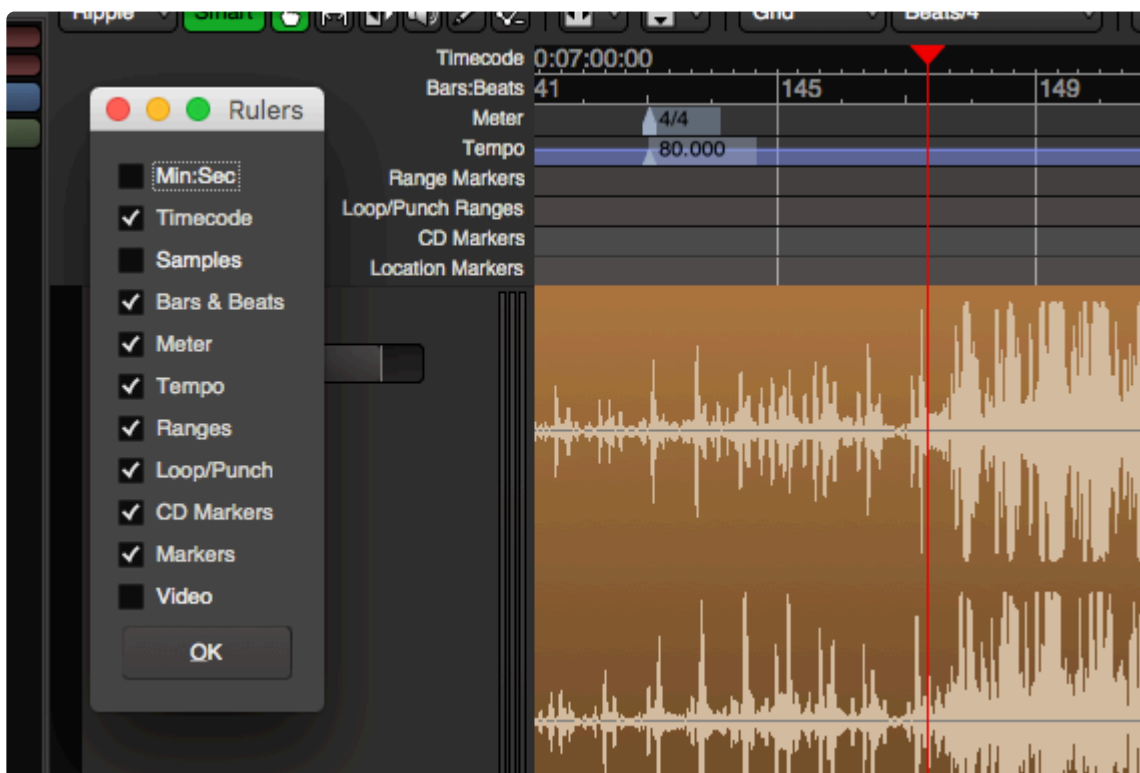 Ripple Smart Grid Beats/4
Timecode 0:07:00:00
Bars:Beats 41 145 149
Meter 4/4
Tempo 80.000
Range Markers
Loop/Punch Ranges
CD Markers
Location Markers
Rulers
Min:Sec
Timecode
Samples
Bars & Beats
Meter
Tempo
Ranges
Loop/Punch
CD Markers
Markers
Video
OK